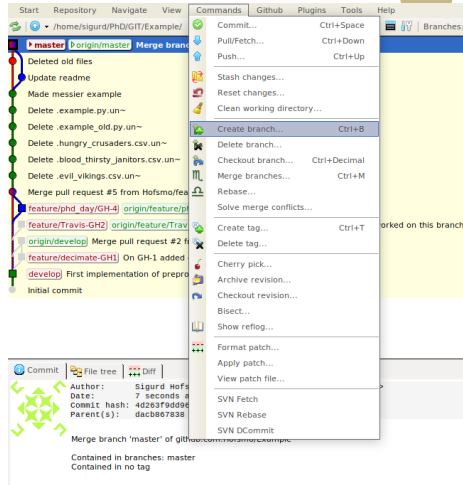 Start Repository Navigate View Commands Github Plugins Tools Help
/home/sigurd/PhD/GIT/Example/ Branches:
master origin/master Merge bran
Deleted old files
Update readme
Made messier example
Delete .example.py.un~
Delete .example_old.py.un~
Delete .hungry_crusaders.csv.un~
Delete .blood_thirsty_janitors.csv.un~
Delete .evil_vikings.csv.un~
Merge pull request #5 from Hofsmo/fea
feature/phd_day/GH-4 origin/feature/ph
feature/Travis-GH2 origin/feature/Trav orked on this branch
origin/develop Merge pull request #2 f
feature/decimate-GH1 On GH-1 added
develop First implementation of prepro
Initial commit
Commit... Ctrl+Space
Pull/Fetch... Ctrl+Down
Push... Ctrl+Up
Stash changes...
Reset changes...
Clean working directory...
Create branch... Ctrl+B
Delete branch...
Checkout branch... Ctrl+Decimal
Merge branches... Ctrl+M
Rebase...
Solve merge conflicts...
Create tag... Ctrl+T
Delete tag...
Cherry pick...
Archive revision...
Checkout revision...
Bisect...
Show reflog...
Format patch...
Apply patch...
View patch file...
SVN Fetch
SVN Rebase
SVN DCommit
Commit File tree Diff
Author: Sigurd Hofs >
Date: 7 seconds a
Commit hash: 4d263f9dd96
Parent(s): dacb867838
Merge branch 'master' of github.com:Hofsmo/Example
Contained in branches: master
Contained in no tag